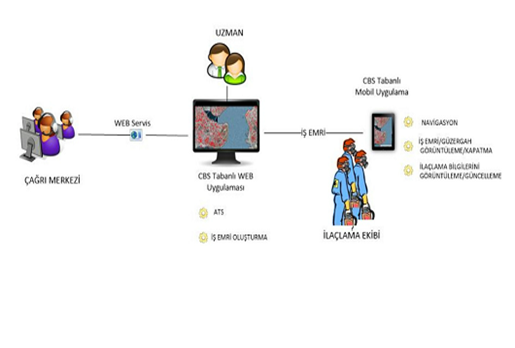 UZMAN
CBS Tabanlı
Mobil Uygulama
WEB Servis
İŞ EMRİ
NAVİGASYON
İŞ EMRİ/GÜZERGAH
GÖRÜNTÜLEME/KAPATMA
İLAÇLAMA BİLGİLERİNİ
GÖRÜNTÜLEME/GÜNCELLEME
ÇAĞRI MERKEZİ
CBS Tabanlı WEB
Uygulaması
ATS
İŞ EMRİ OLUŞTURMA
İLAÇLAMA EKİBİ